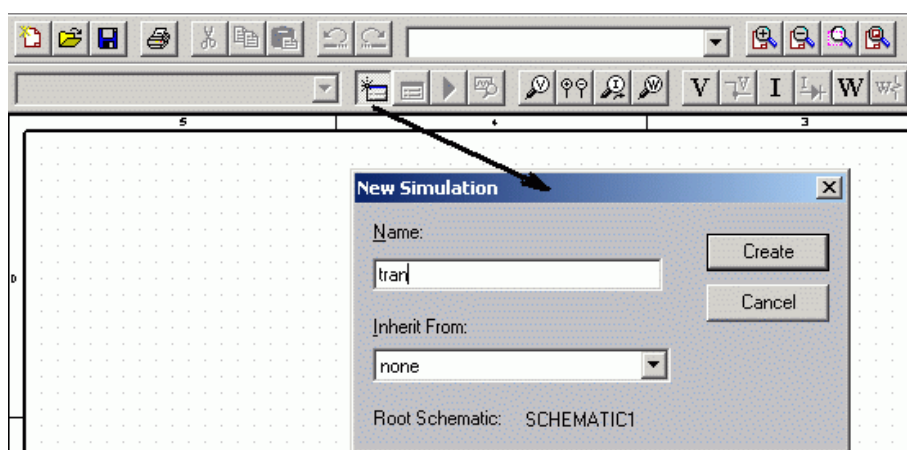 V I W
5 4 3
New Simulation
Name:
tran
Create
Cancel
D
Inherit From:
none
Root Schematic: SCHEMATIC1